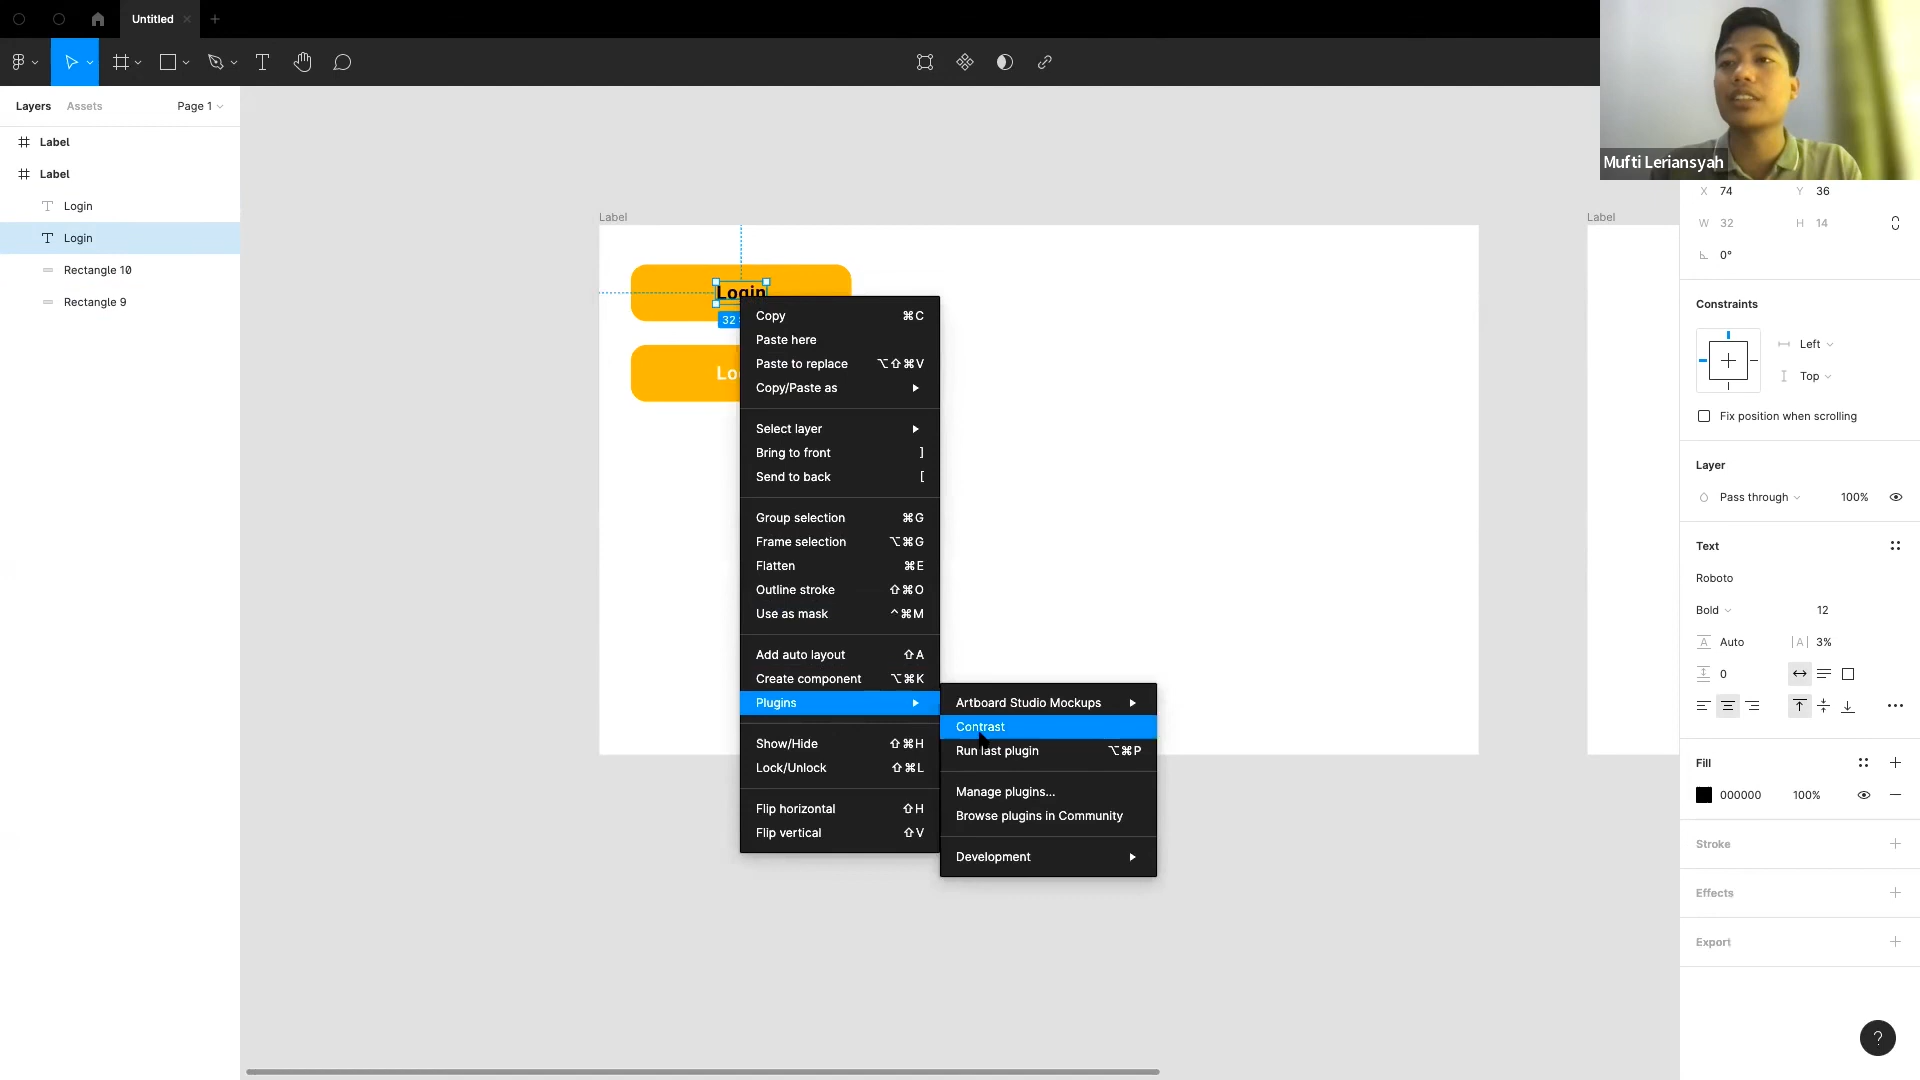 Untitled
Layers
Assets
Page 1
Label
Label
Login
Login
Rectangle 10
Rectangle 9
Label
Login
32
Lo
Label
Copy ⌘C
Paste here
Paste to replace ⌥⇧⌘V
Copy/Paste as
Select layer
Bring to front ]
Send to back [
Group selection ⌘G
Frame selection ⌥⌘G
Flatten ⌘E
Outline stroke ⇧⌘O
Use as mask ^⌘M
Add auto layout ⇧A
Create component ⌥⌘K
Plugins
Show/Hide ⇧⌘H
Lock/Unlock ⇧⌘L
Flip horizontal ⇧H
Flip vertical ⇧V
Artboard Studio Mockups
Contrast
Run last plugin ⌥⌘P
Manage plugins...
Browse plugins in Community
Development
Mufti Leriansyah
X 74 Y 36
W 32 H 14
0°
Constraints
Left
Top
Fix position when scrolling
Layer
Pass through 100%
Text
Roboto
Bold 12
A Auto |A| 3%
0
Fill
000000 100%
Stroke
Effects
Export
?